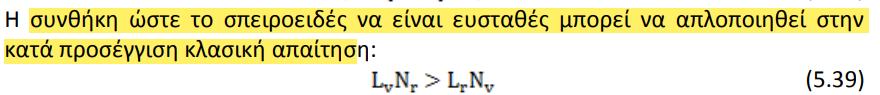 Η συνθήκη ώστε το σπειροειδές να είναι ευσταθές μπορεί να απλοποιηθεί στην
κατά προσέγγιση κλασική απαίτηση:
LᵥNᵣ > LᵣNᵥ (5.39)